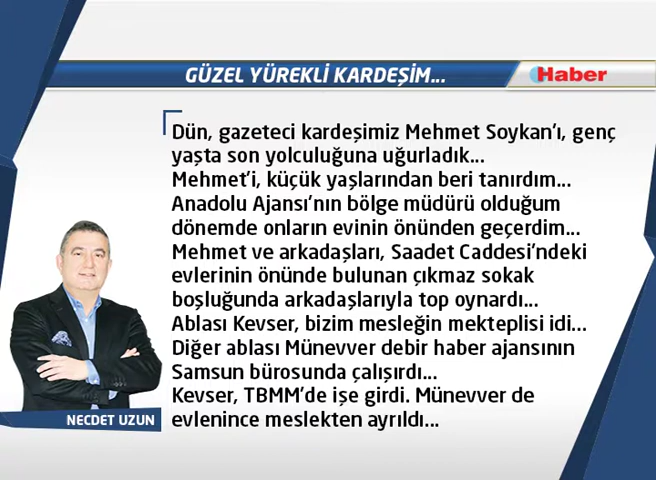 GÜZEL YÜREKLİ KARDEŞİM...
Haber
Dün, gazeteci kardeşimiz Mehmet Soykan'ı, genç
yaşta son yolculuğuna uğurladık...
Mehmet'i, küçük yaşlarından beri tanırdım...
Anadolu Ajansı'nın bölge müdürü olduğum
dönemde onların evinin önünden geçerdim...
Mehmet ve arkadaşları, Saadet Caddesi'ndeki
evlerinin önünde bulunan çıkmaz sokak
boşluğunda arkadaşlarıyla top oynardı...
Ablası Kevser, bizim mesleğin mekteplisi idi...
Diğer ablası Münevver debir haber ajansının
Samsun bürosunda çalışırdı...
Kevser, TBMM'de işe girdi. Münevver de
evlenince meslekten ayrıldı...
NECDET UZUN